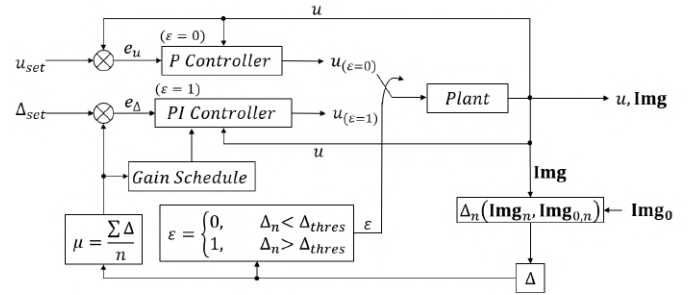 u
(ε = 0)
u_set
e_u
P Controller
u_(ε=0)
(ε = 1)
Δ_set
e_Δ
PI Controller
u_(ε=1)
Plant
u, Img
u
Img
Gain Schedule
Δ_n(Img_n, Img_0,n)
Img_0
μ = ∑Δ / n
ε = {0, Δ_n < Δ_thres
1, Δ_n > Δ_thres
ε
Δ